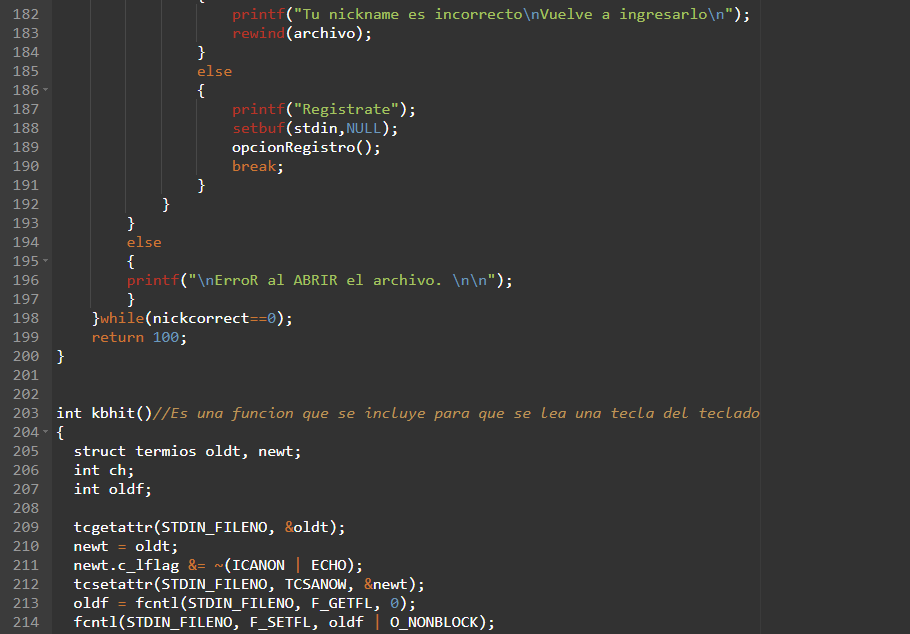 182 printf("Tu nickname es incorrecto\nVuelve a ingresarlo\n");
183 rewind(archivo);
184 }
185 else
186 {
187 printf("Registrate");
188 setbuf(stdin,NULL);
189 opcionRegistro();
190 break;
191 }
192 }
193 }
194 else
195 {
196 printf("\nErroR al ABRIR el archivo. \n\n");
197 }
198 }while(nickcorrect==0);
199 return 100;
200 }
201
202
203 int kbhit()//Es una funcion que se incluye para que se lea una tecla del teclado
204 {
205 struct termios oldt, newt;
206 int ch;
207 int oldf;
208
209 tcgetattr(STDIN_FILENO, &oldt);
210 newt = oldt;
211 newt.c_lflag &= ~(ICANON | ECHO);
212 tcsetattr(STDIN_FILENO, TCSANOW, &newt);
213 oldf = fcntl(STDIN_FILENO, F_GETFL, 0);
214 fcntl(STDIN_FILENO, F_SETFL, oldf | O_NONBLOCK);